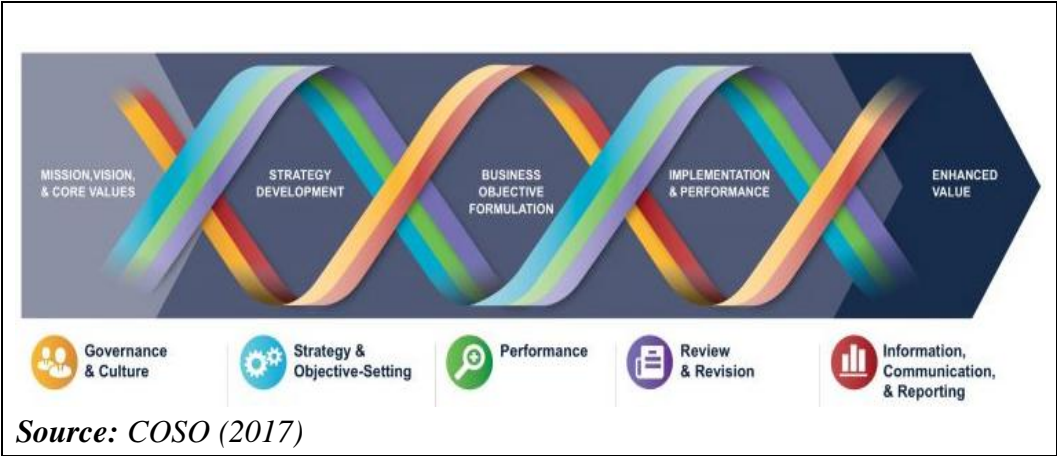 MISSION, VISION,
& CORE VALUES
STRATEGY
DEVELOPMENT
BUSINESS
OBJECTIVE
FORMULATION
IMPLEMENTATION
& PERFORMANCE
ENHANCED
VALUE
Governance
& Culture
Strategy &
Objective-Setting
Performance
Review
& Revision
Information,
Communication,
& Reporting
Source: COSO (2017)